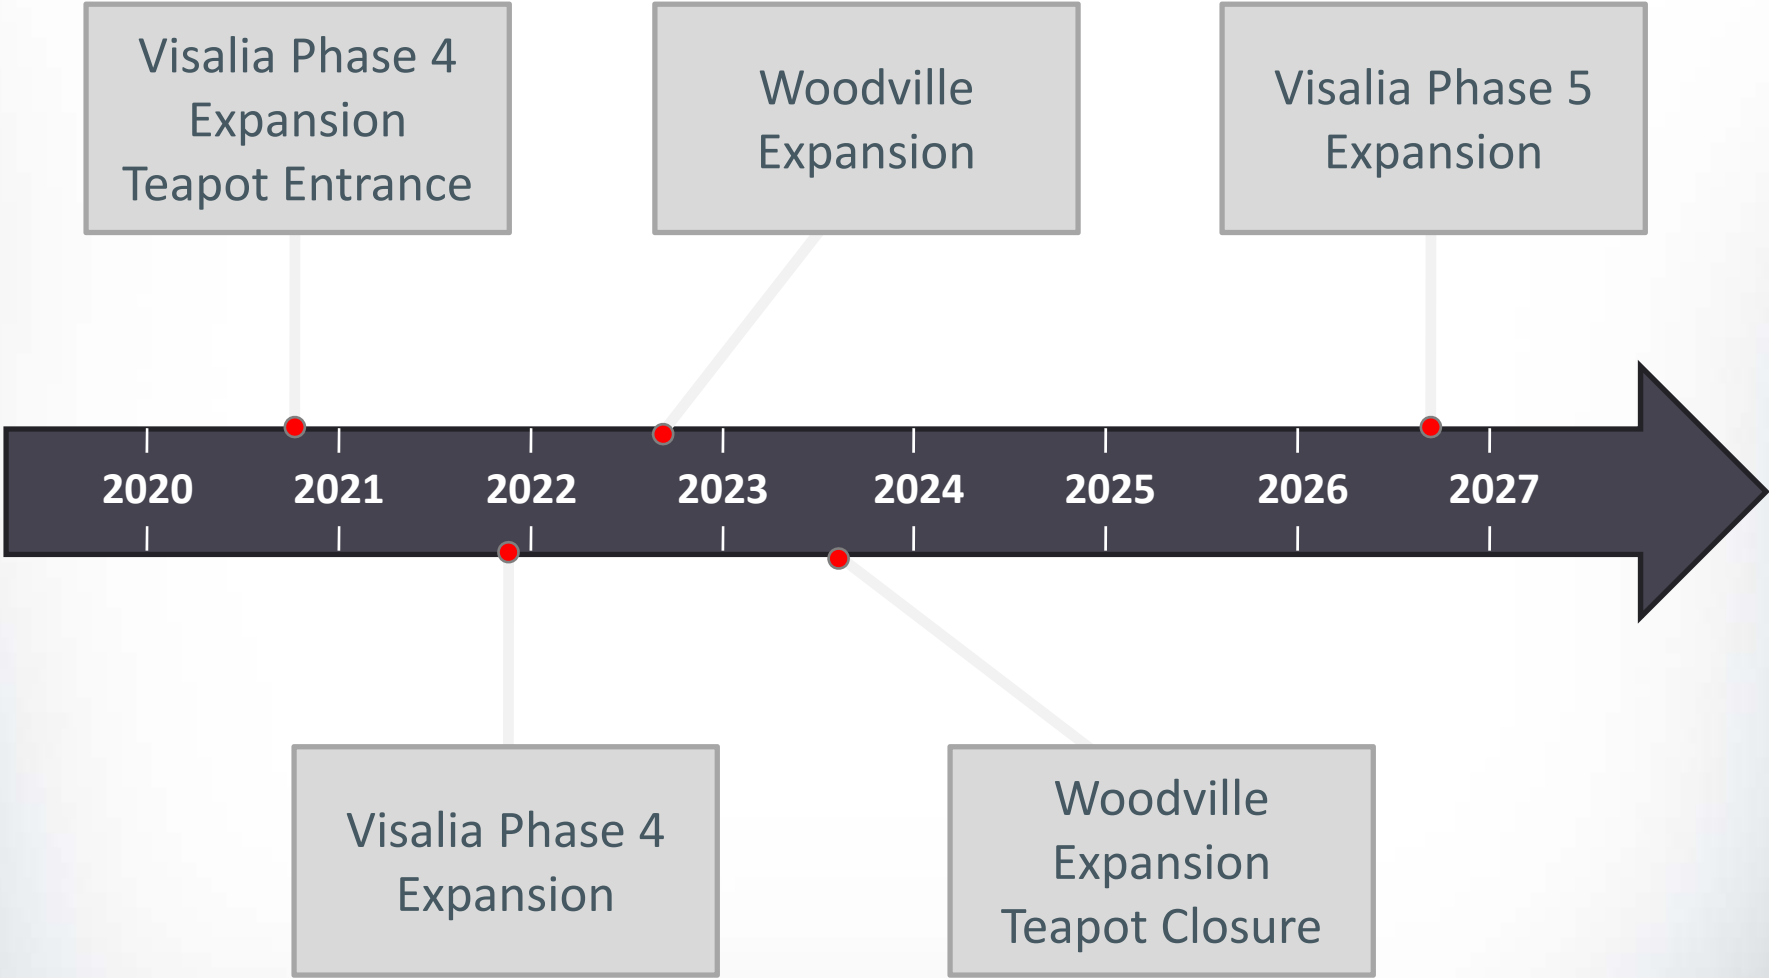 Visalia Phase 4
Expansion
Teapot Entrance
Woodville
Expansion
Visalia Phase 5
Expansion
2020 2021 2022 2023 2024 2025 2026 2027
Visalia Phase 4
Expansion
Woodville
Expansion
Teapot Closure